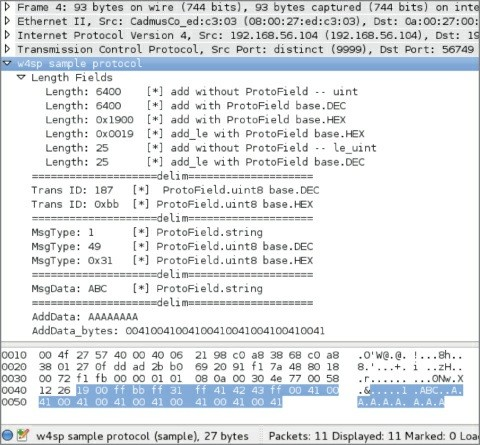 Frame 4: 93 bytes on wire (744 bits), 93 bytes captured (744 bits) on i
Ethernet II, Src: CadmusCo_ed:c3:03 (08:00:27:ed:c3:03), Dst: 0a:00:27:00:
Internet Protocol Version 4, Src: 192.168.56.104 (192.168.56.104), Dst: 19
Transmission Control Protocol, Src Port: distinct (9999), Dst Port: 56749
w4sp sample protocol
Length Fields
Length: 6400 [*] add without ProtoField -- uint
Length: 6400 [*] add with ProtoField base.DEC
Length: 0x1900 [*] add with ProtoField base.HEX
Length: 0x0019 [*] add_le with ProtoField base.HEX
Length: 25 [*] add without ProtoField -- le_uint
Length: 25 [*] add_le with ProtoField base.DEC
====================delim====================
Trans ID: 187 [*] ProtoField.uint8 base.DEC
Trans ID: 0xbb [*] ProtoField.uint8 base.HEX
====================delim====================
MsgType: 1 [*] ProtoField.string
MsgType: 49 [*] ProtoField.uint8 base.DEC
MsgType: 0x31 [*] ProtoField.uint8 base.HEX
====================delim====================
MsgData: ABC [*] ProtoField.string
====================delim====================
AddData: AAAAAAAA
AddData_bytes: 00410041004100410041004100410041
0010 00 4f 27 57 40 00 40 06 21 98 c0 a8 38 68 c0 a8 .O'W@.@. !...8h..
0020 38 01 27 0f dd ad 2b b0 69 20 91 f1 7a 48 80 18 8.'...+. i ..zH..
0030 00 72 f1 fb 00 00 01 01 08 0a 00 30 4e 77 00 58 .r...... ...0Nw.X
0040 12 26 19 00 ff bb ff 31 ff 41 42 43 ff 00 41 00 .&.....1 .ABC..A.
0050 41 00 41 00 41 00 41 00 41 00 41 00 41 A.A.A.A. A.A.A
w4sp sample protocol (sample), 27 bytes Packets: 11 Displayed: 11 Marked: 0 Loa